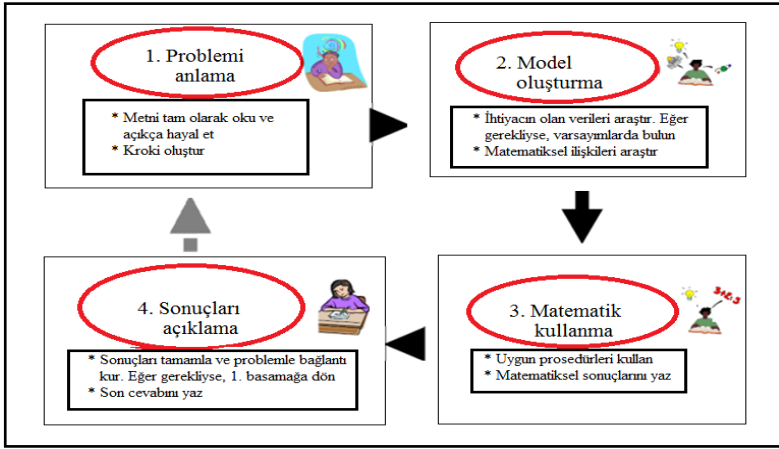 1. Problemi
anlama
* Metni tam olarak oku ve
açıkça hayal et
* Kroki oluştur
2. Model
oluşturma
* İhtiyacın olan verileri araştır. Eğer
gerekliyse, varsayımlarda bulun
* Matematiksel ilişkileri araştır
3. Matematik
kullanma
* Uygun prosedürleri kullan
* Matematiksel sonuçlarını yaz
4. Sonuçları
açıklama
* Sonuçları tamamla ve problemle bağlantı
kur. Eğer gerekliyse, 1. basamağa dön
* Son cevabını yaz